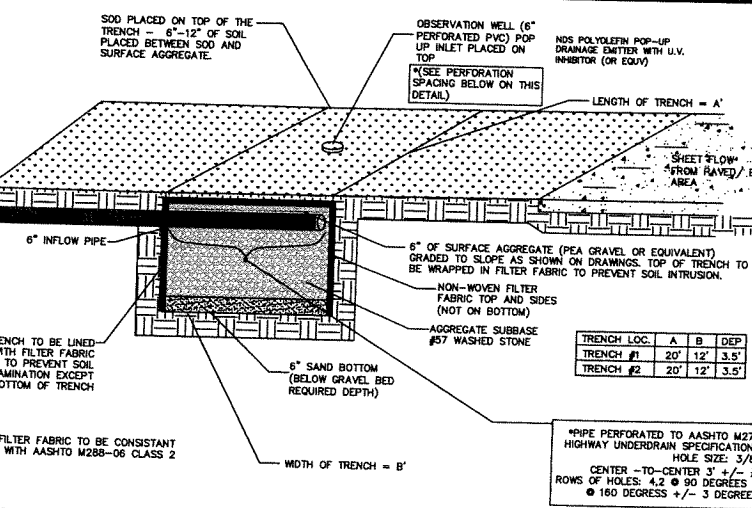 SOD PLACED ON TOP OF THE
TRENCH - 6"-12" OF SOIL
PLACED BETWEEN SOD AND
SURFACE AGGREGATE.
OBSERVATION WELL (6"
PERFORATED PVC) POP
UP INLET PLACED ON
TOP
*(SEE PERFORATION
SPACING BELOW ON THIS
DETAIL)
NDS POLYOLEFIN POP-UP
DRAINAGE EMITTER WITH U.V.
INHIBITOR (OR EQUV)
LENGTH OF TRENCH = A'
SHEET FLOW
FROM PAVED/
AREA
6" INFLOW PIPE
6" OF SURFACE AGGREGATE (PEA GRAVEL OR EQUIVALENT)
GRADED TO SLOPE AS SHOWN ON DRAWINGS. TOP OF TRENCH TO
BE WRAPPED IN FILTER FABRIC TO PREVENT SOIL INTRUSION.
NON-WOVEN FILTER
FABRIC TOP AND SIDES
(NOT ON BOTTOM)
AGGREGATE SUBBASE
#57 WASHED STONE
TRENCH LOC. A B DEP
TRENCH #1 20' 12' 3.5'
TRENCH #2 20' 12' 3.5'
ENCH TO BE LINED
TH FILTER FABRIC
TO PREVENT SOIL
AMINATION EXCEPT
OTTOM OF TRENCH
6" SAND BOTTOM
(BELOW GRAVEL BED
REQUIRED DEPTH)
FILTER FABRIC TO BE CONSISTANT
WITH AASHTO M288-06 CLASS 2
WIDTH OF TRENCH = B'
*PIPE PERFORATED TO AASHTO M27
HIGHWAY UNDERDRAIN SPECIFICATION
HOLE SIZE: 3/8
CENTER -TO-CENTER 3' +/-
ROWS OF HOLES: 4,2 @ 90 DEGREES
@ 160 DEGRESS +/- 3 DEGREE